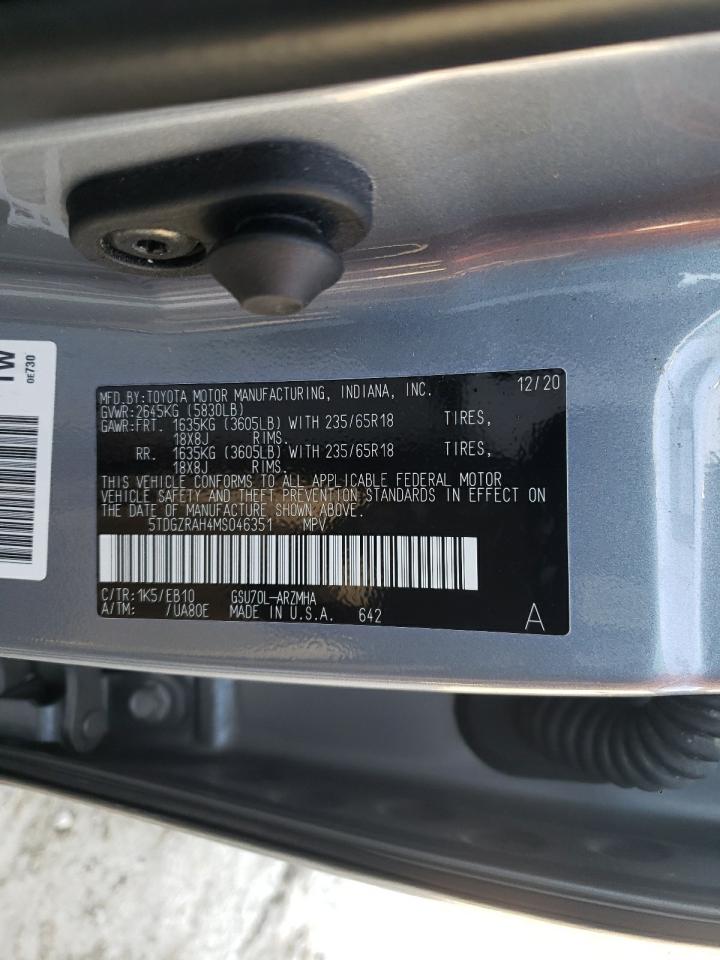 MFD.BY:TOYOTA MOTOR MANUFACTURING, INDIANA, INC. 12/20
GVWR:2645KG (5830LB)
GAWR:FRT. 1635KG (3605LB) WITH 235/65R18 TIRES,
18X8J RIMS.
RR. 1635KG (3605LB) WITH 235/65R18 TIRES,
18X8J RIMS.
THIS VEHICLE CONFORMS TO ALL APPLICABLE FEDERAL MOTOR
VEHICLE SAFETY AND THEFT PREVENTION STANDARDS IN EFFECT ON
THE DATE OF MANUFACTURE SHOWN ABOVE.
5TDGZRAH4MS046351 MPV
C/TR:1K5/EB10 GSU70L-ARZMHA
A/TM: /UA80E MADE IN U.S.A. 642
A
0E730